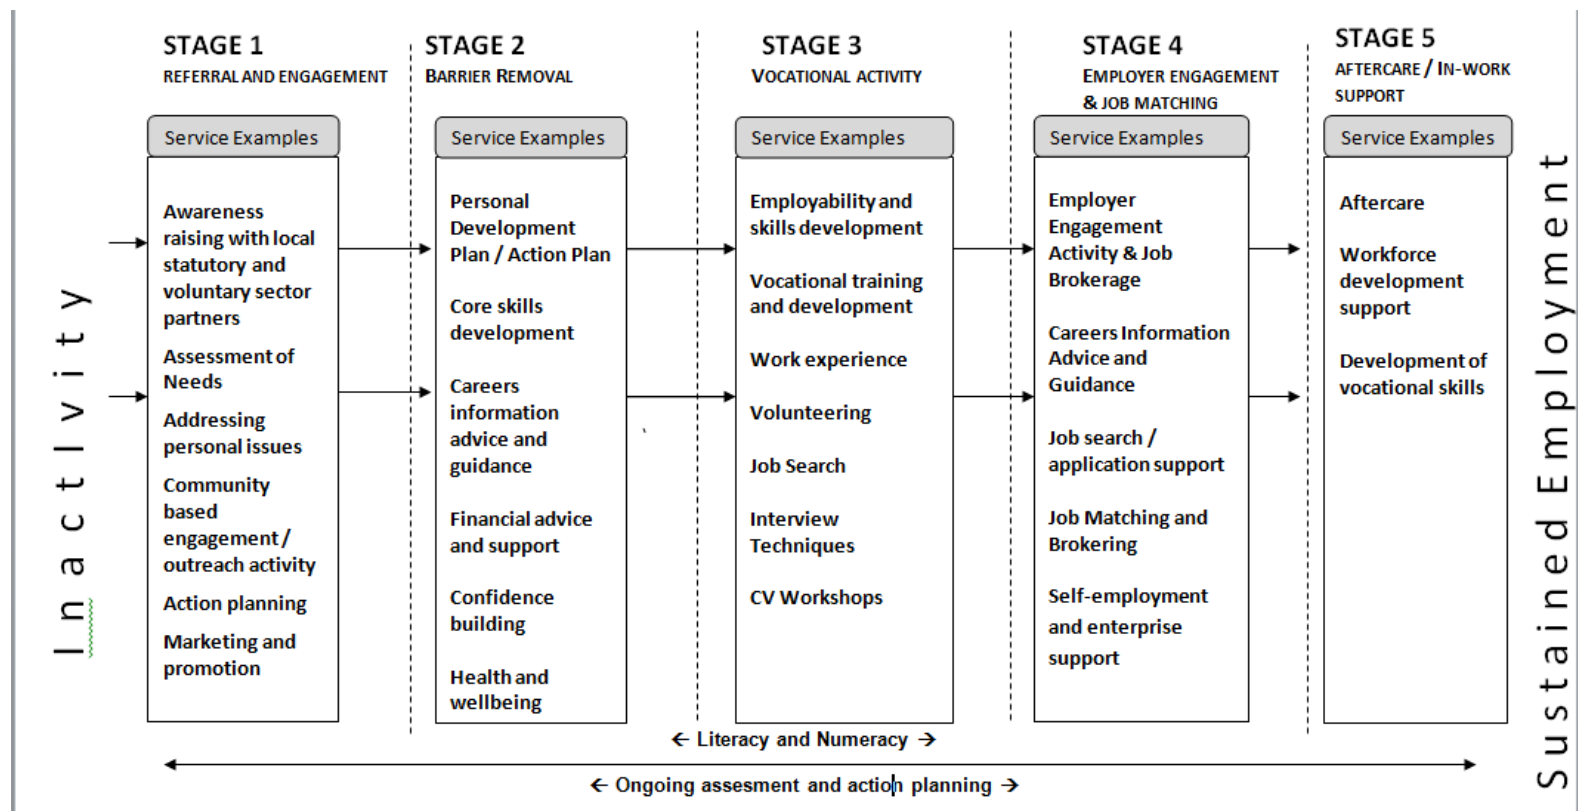 InactIvity
STAGE 1
REFERRAL AND ENGAGEMENT
Service Examples
Awareness
raising with local
statutory and
voluntary sector
partners
Assessment of
Needs
Addressing
personal issues
Community
based
engagement /
outreach activity
Action planning
Marketing and
promotion
STAGE 2
BARRIER REMOVAL
Service Examples
Personal
Development
Plan / Action Plan
Core skills
development
Careers
information
advice and
guidance
Financial advice
and support
Confidence
building
Health and
wellbeing
STAGE 3
VOCATIONAL ACTIVITY
Service Examples
Employability and
skills development
Vocational training
and development
Work experience
Volunteering
Job Search
Interview
Techniques
CV Workshops
STAGE 4
EMPLOYER ENGAGEMENT
& JOB MATCHING
Service Examples
Employer
Engagement
Activity & Job
Brokerage
Careers Information
Advice and
Guidance
Job search /
application support
Job Matching and
Brokering
Self-employment
and enterprise
support
STAGE 5
AFTERCARE / IN-WORK
SUPPORT
Service Examples
Aftercare
Workforce
development
support
Development of
vocational skills
Sustained Employment
← Literacy and Numeracy →
← Ongoing assesment and action planning →